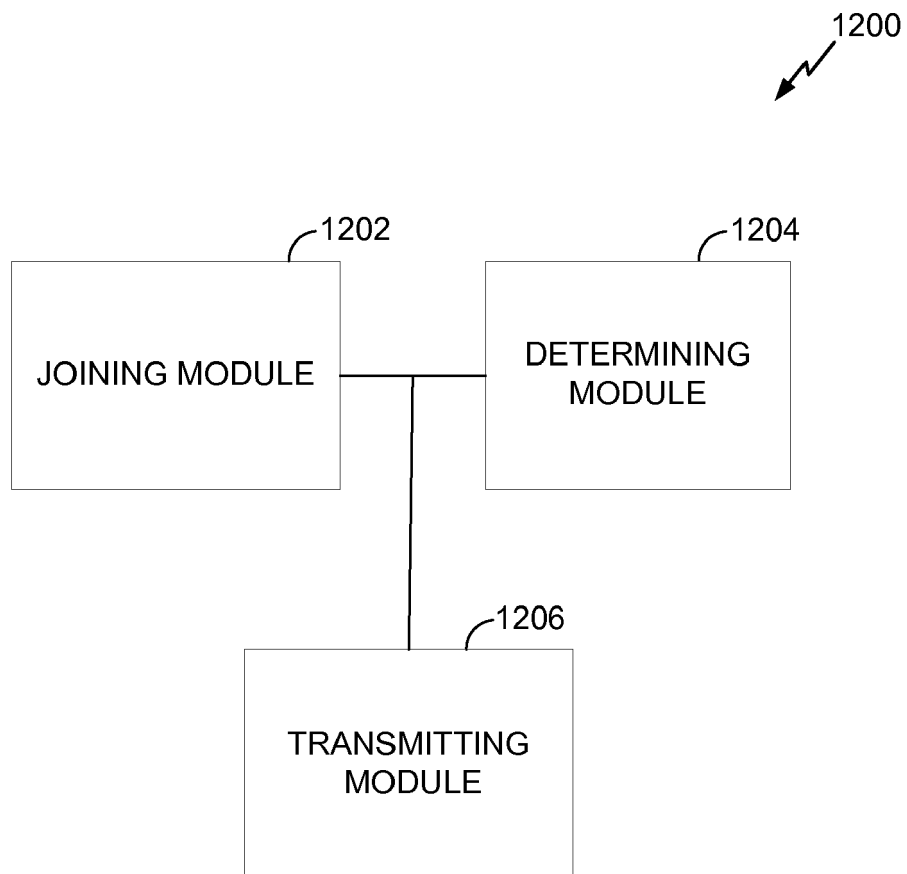 1200
1202
1204
JOINING MODULE
DETERMINING
MODULE
1206
TRANSMITTING
MODULE